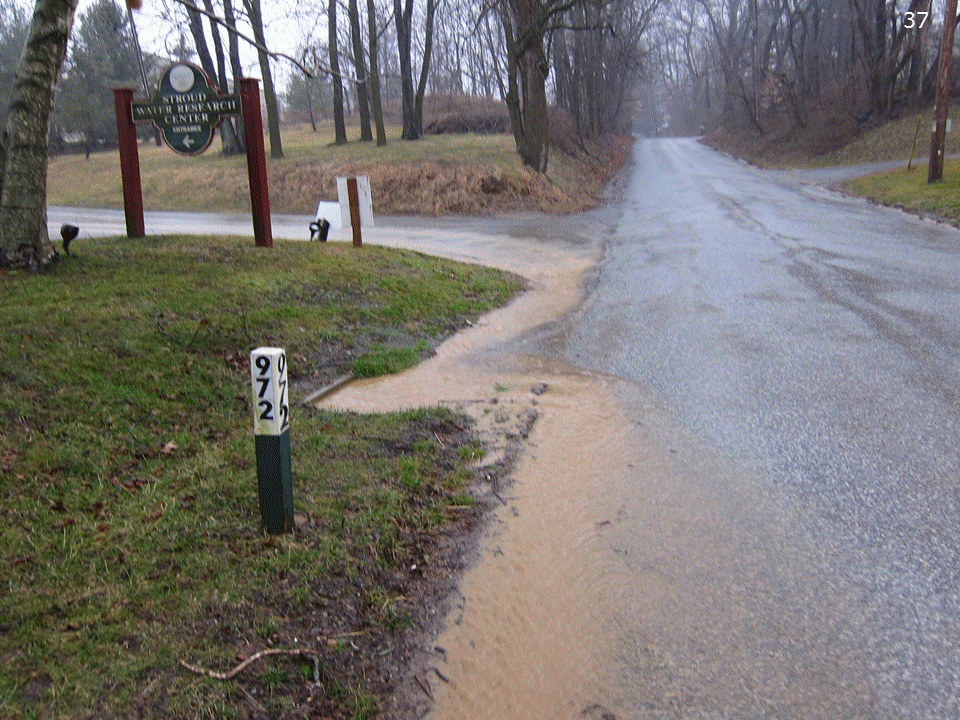 37
STROUD
WATER RESEARCH
CENTER
ENTRANCE
972
972